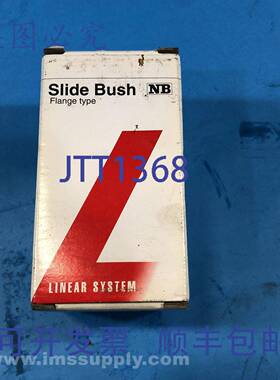 Slide Bush NB
Flange type
JTT1368
LINEAR SYSTEM
可开发票 顺丰包邮
www.imssupply.com